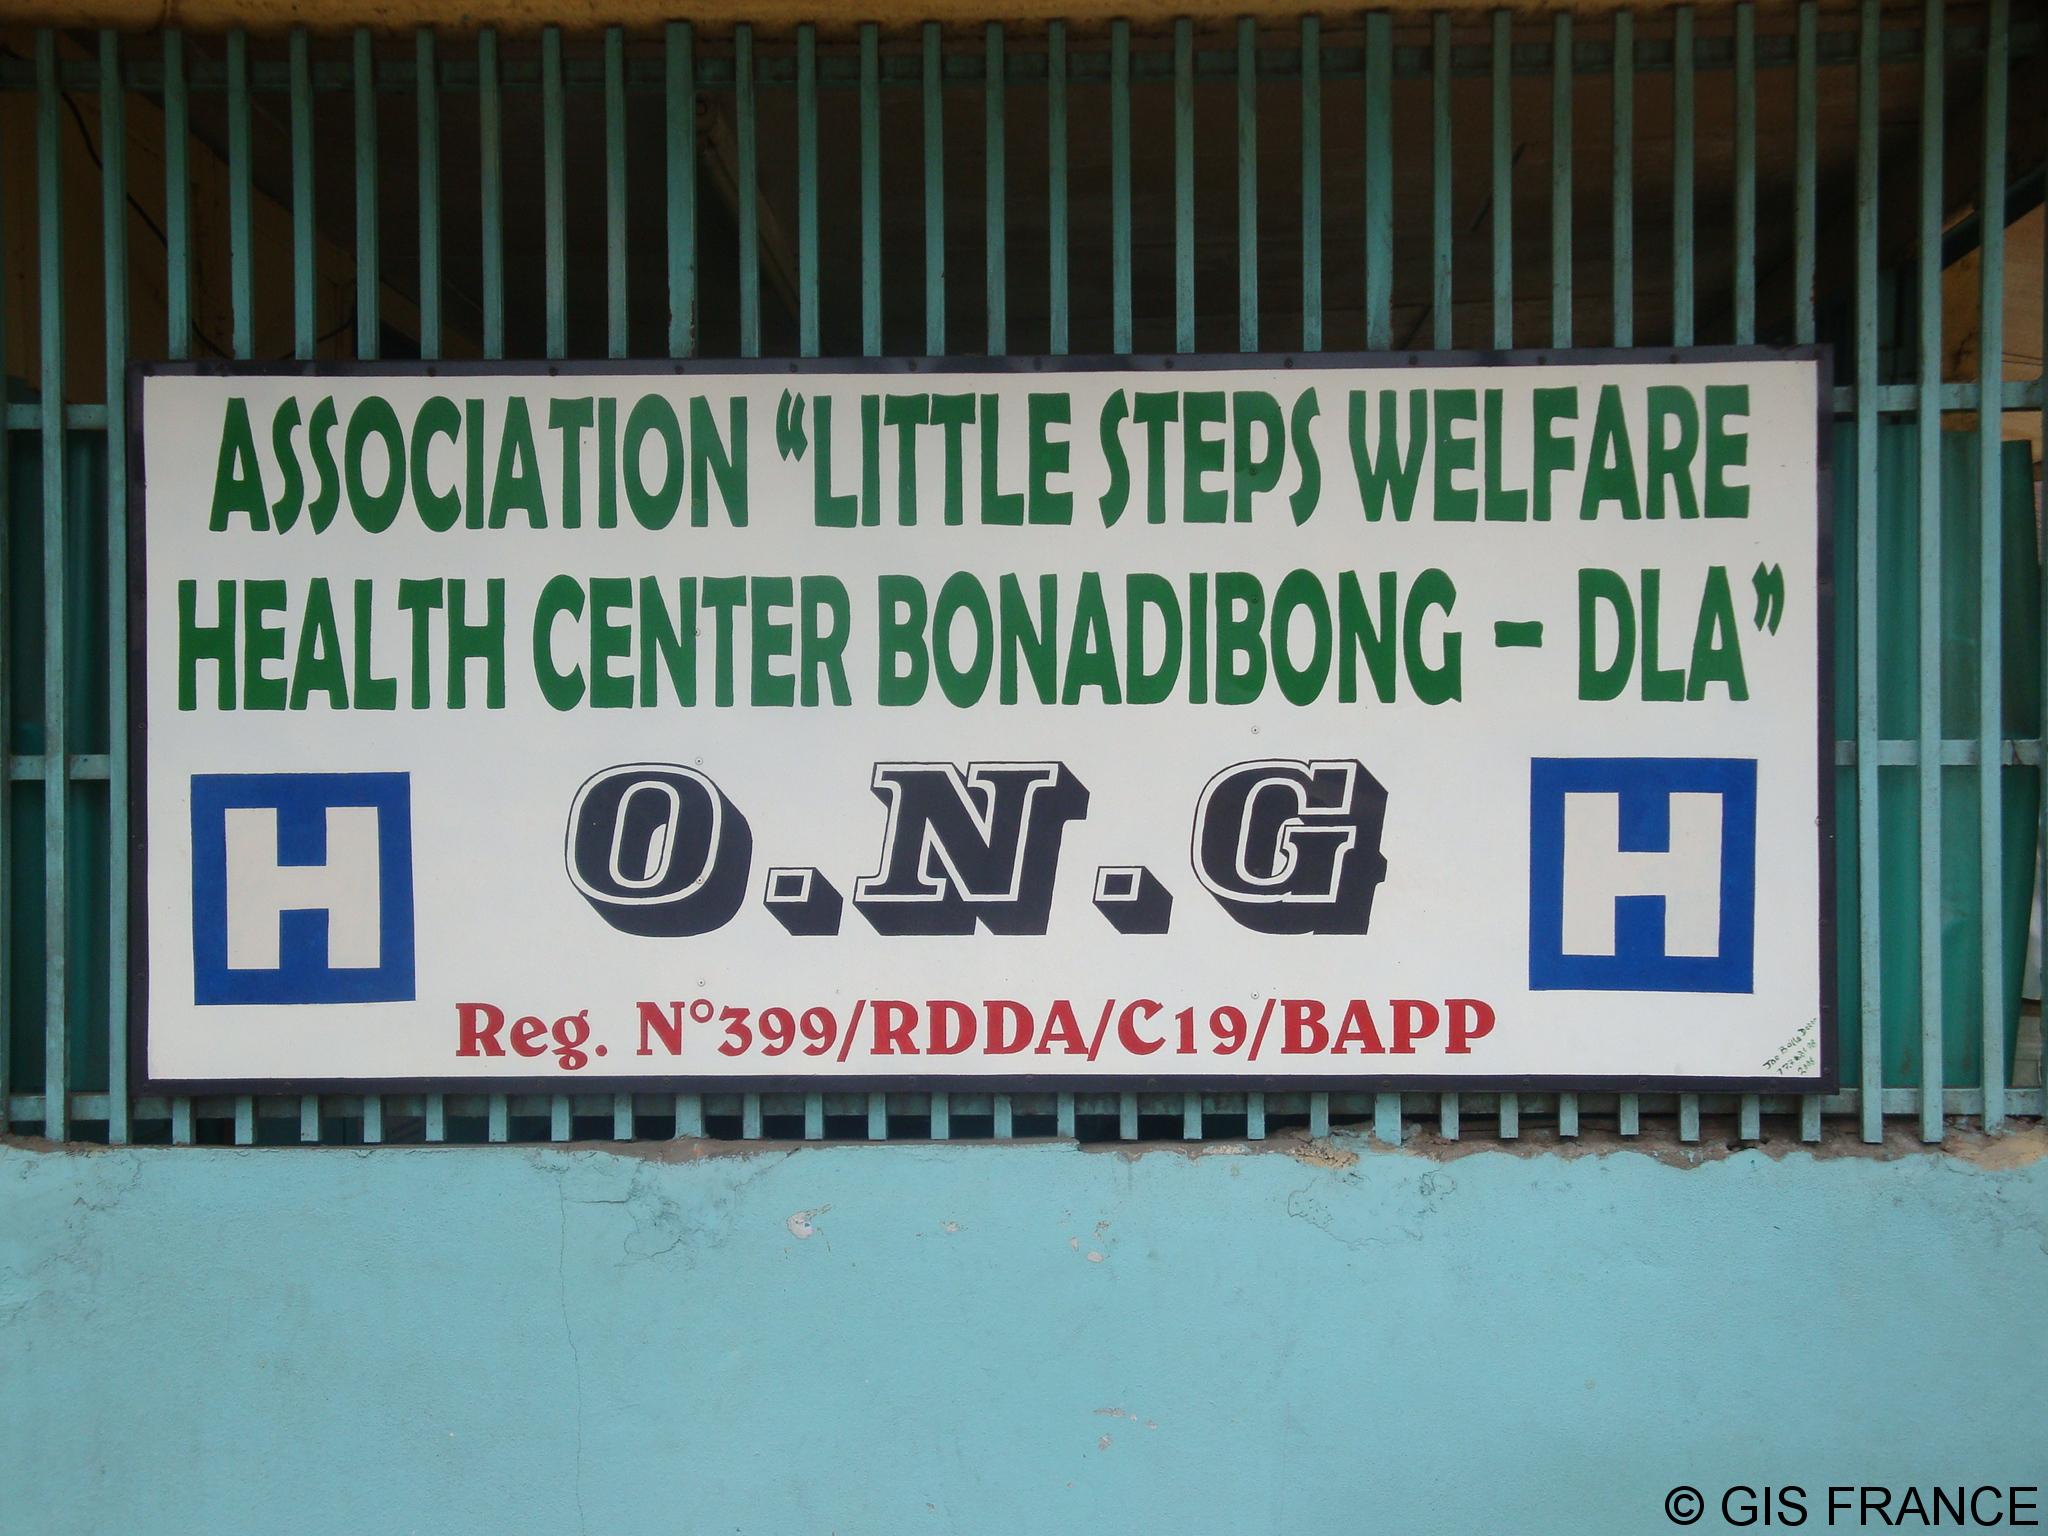 ASSOCIATION “LITTLE STEPS WELFARE
HEALTH CENTER BONADIBONG - DLA”
H
O.N.G
H
Reg. N°399/RDDA/C19/BAPP
© GIS FRANCE